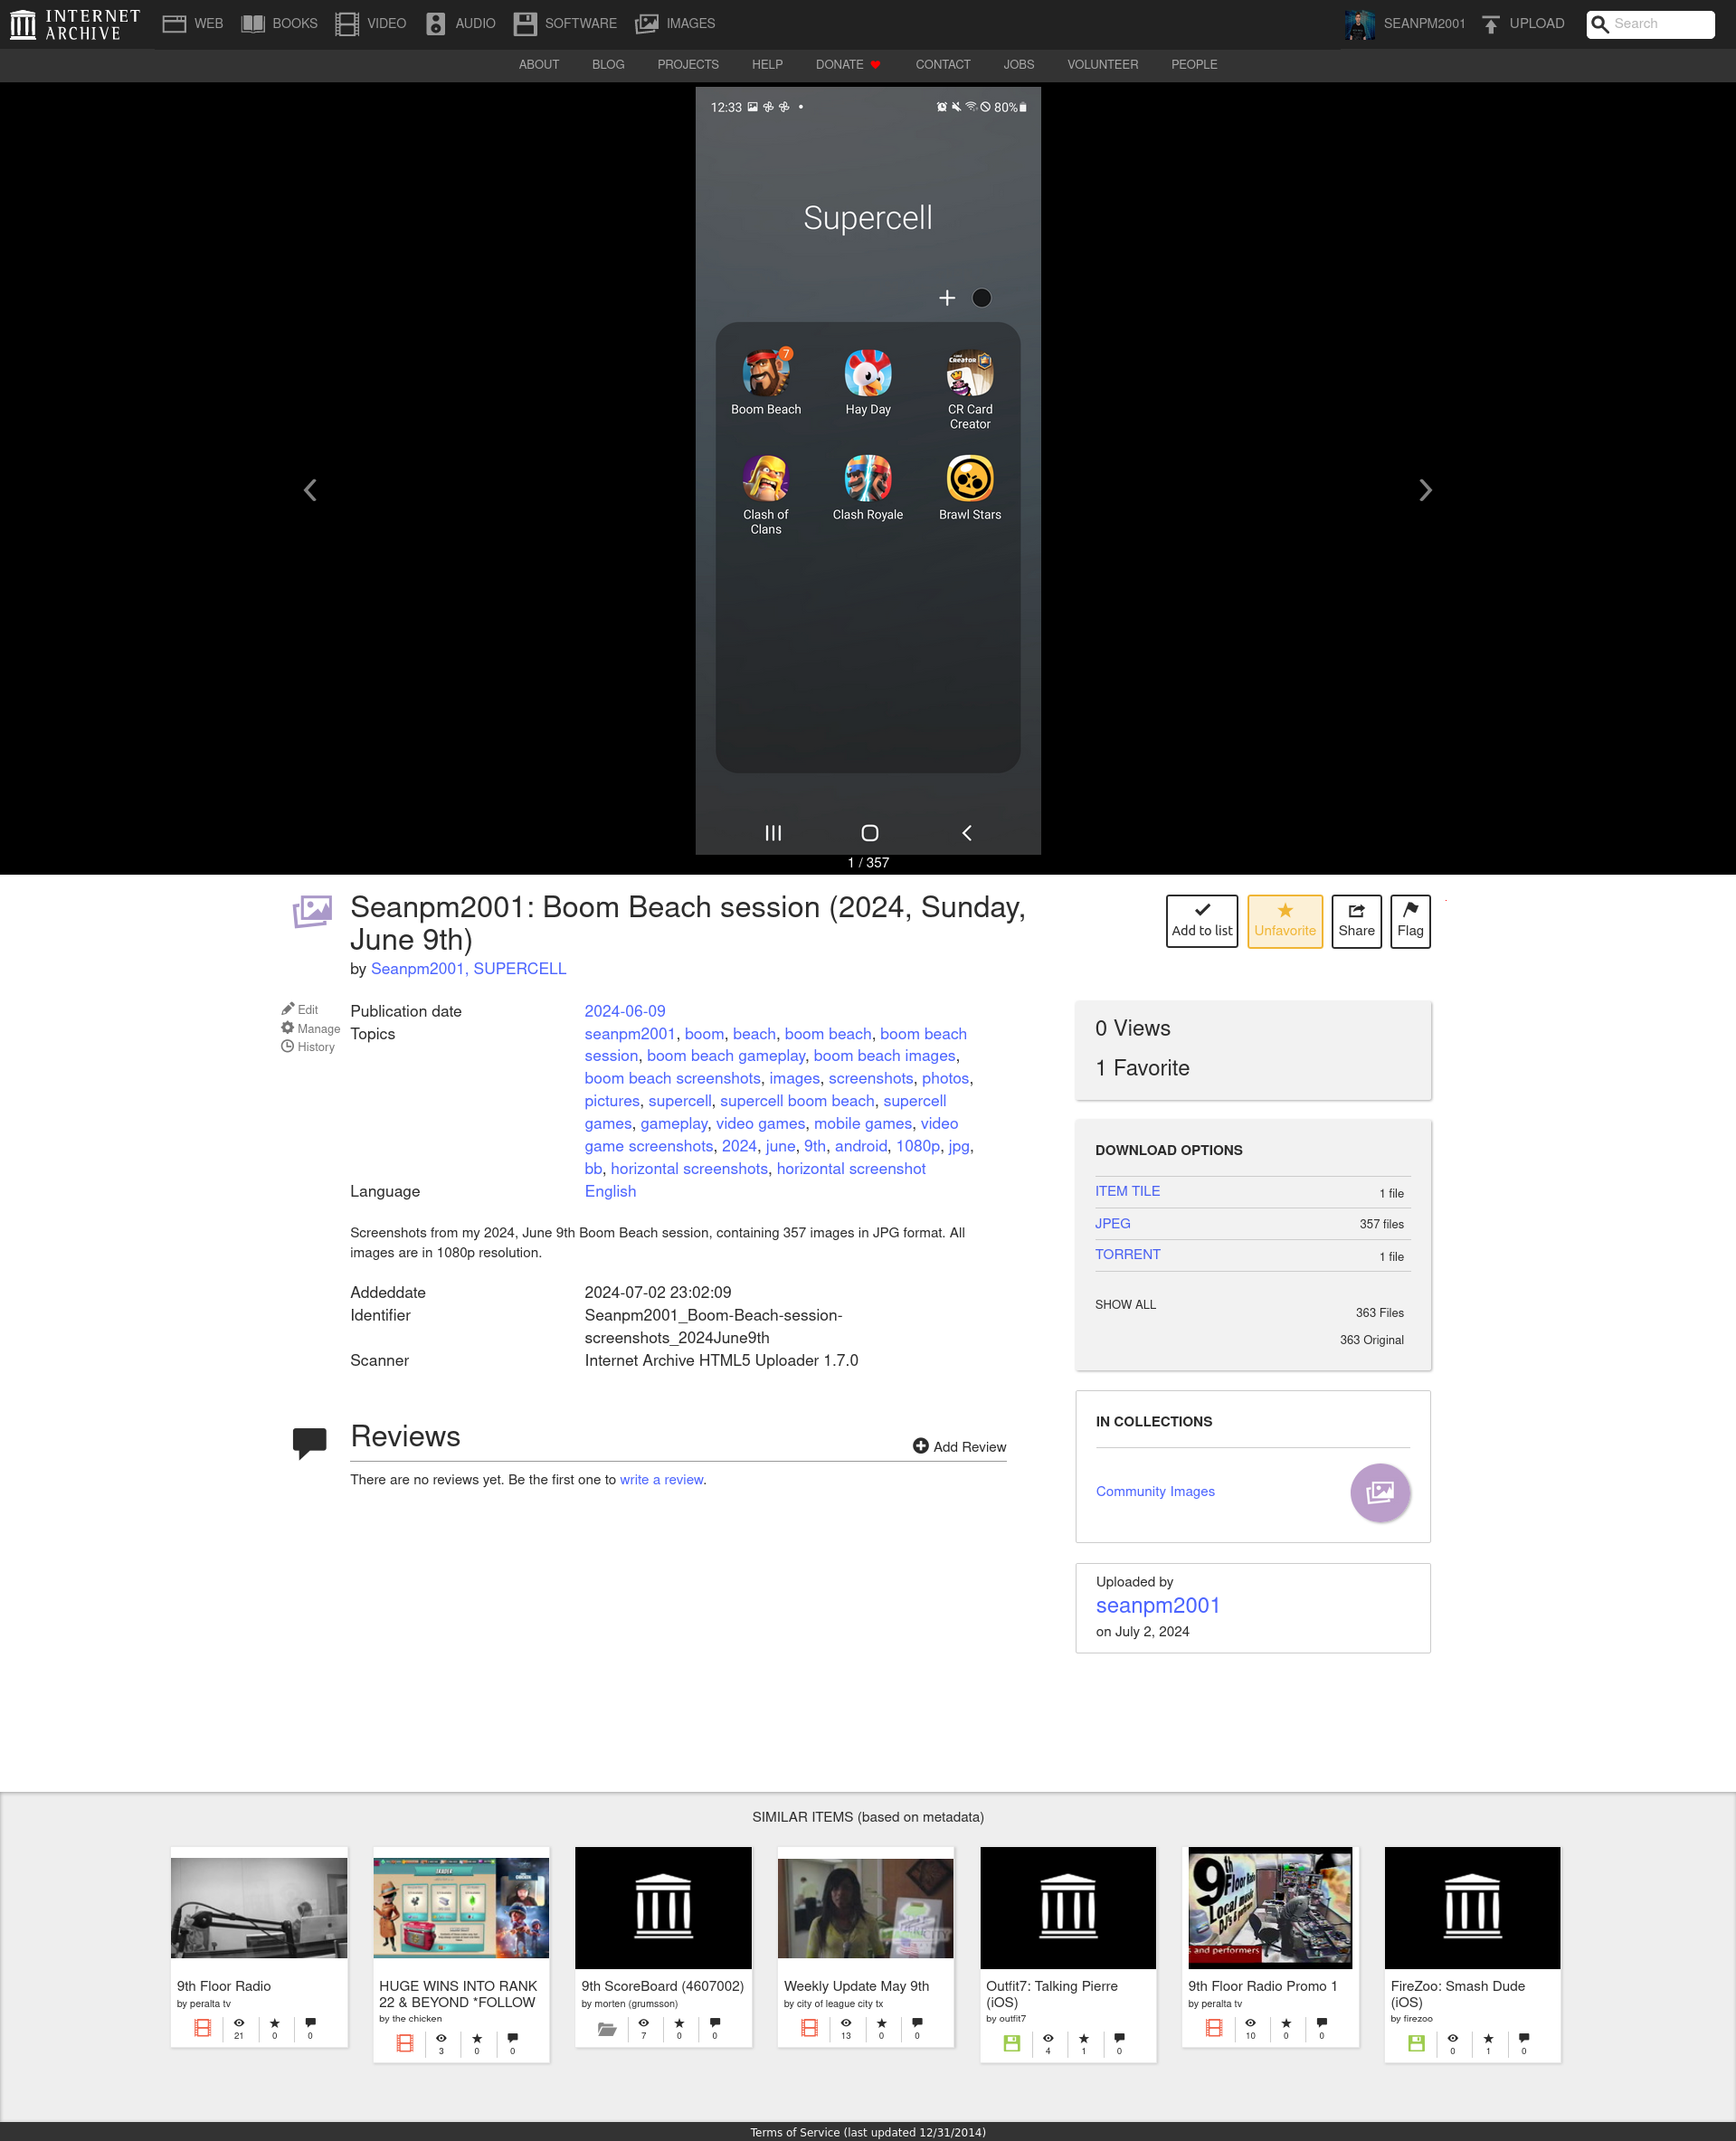 INTERNET ARCHIVE
WEB
BOOKS
VIDEO
AUDIO
SOFTWARE
IMAGES
SEANPM2001
UPLOAD
Search
ABOUT
BLOG
PROJECTS
HELP
DONATE
CONTACT
JOBS
VOLUNTEER
PEOPLE
12:33
80%
Supercell
7
CREATOR
Boom Beach
Hay Day
CR Card
Creator
Clash of
Clans
Clash Royale
Brawl Stars
1 / 357
Seanpm2001: Boom Beach session (2024, Sunday,
June 9th)
by Seanpm2001, SUPERCELL
Add to list
Unfavorite
Share
Flag
Edit
Manage
History
Publication date 2024-06-09
Topics seanpm2001, boom, beach, boom beach, boom beach
session, boom beach gameplay, boom beach images,
boom beach screenshots, images, screenshots, photos,
pictures, supercell, supercell boom beach, supercell
games, gameplay, video games, mobile games, video
game screenshots, 2024, june, 9th, android, 1080p, jpg,
bb, horizontal screenshots, horizontal screenshot
Language English
Screenshots from my 2024, June 9th Boom Beach session, containing 357 images in JPG format. All
images are in 1080p resolution.
Addeddate 2024-07-02 23:02:09
Identifier Seanpm2001_Boom-Beach-session-
screenshots_2024June9th
Scanner Internet Archive HTML5 Uploader 1.7.0
Reviews
Add Review
There are no reviews yet. Be the first one to write a review.
0 Views
1 Favorite
DOWNLOAD OPTIONS
ITEM TILE 1 file
JPEG 357 files
TORRENT 1 file
SHOW ALL 363 Files
363 Original
IN COLLECTIONS
Community Images
Uploaded by
seanpm2001
on July 2, 2024
SIMILAR ITEMS (based on metadata)
9th Floor Radio
by peralta tv
21 0 0
HUGE WINS INTO RANK
22 & BEYOND *FOLLOW
by the chicken
3 0 0
9th ScoreBoard (4607002)
by morten (grumsson)
7 0 0
Weekly Update May 9th
by city of league city tx
13 0 0
Outfit7: Talking Pierre
(iOS)
by outfit7
4 1 0
9th Floor Radio
Local music
DJ's &
and performers
9th Floor Radio Promo 1
by peralta tv
10 0 0
FireZoo: Smash Dude
(iOS)
by firezoo
0 1 0
Terms of Service (last updated 12/31/2014)